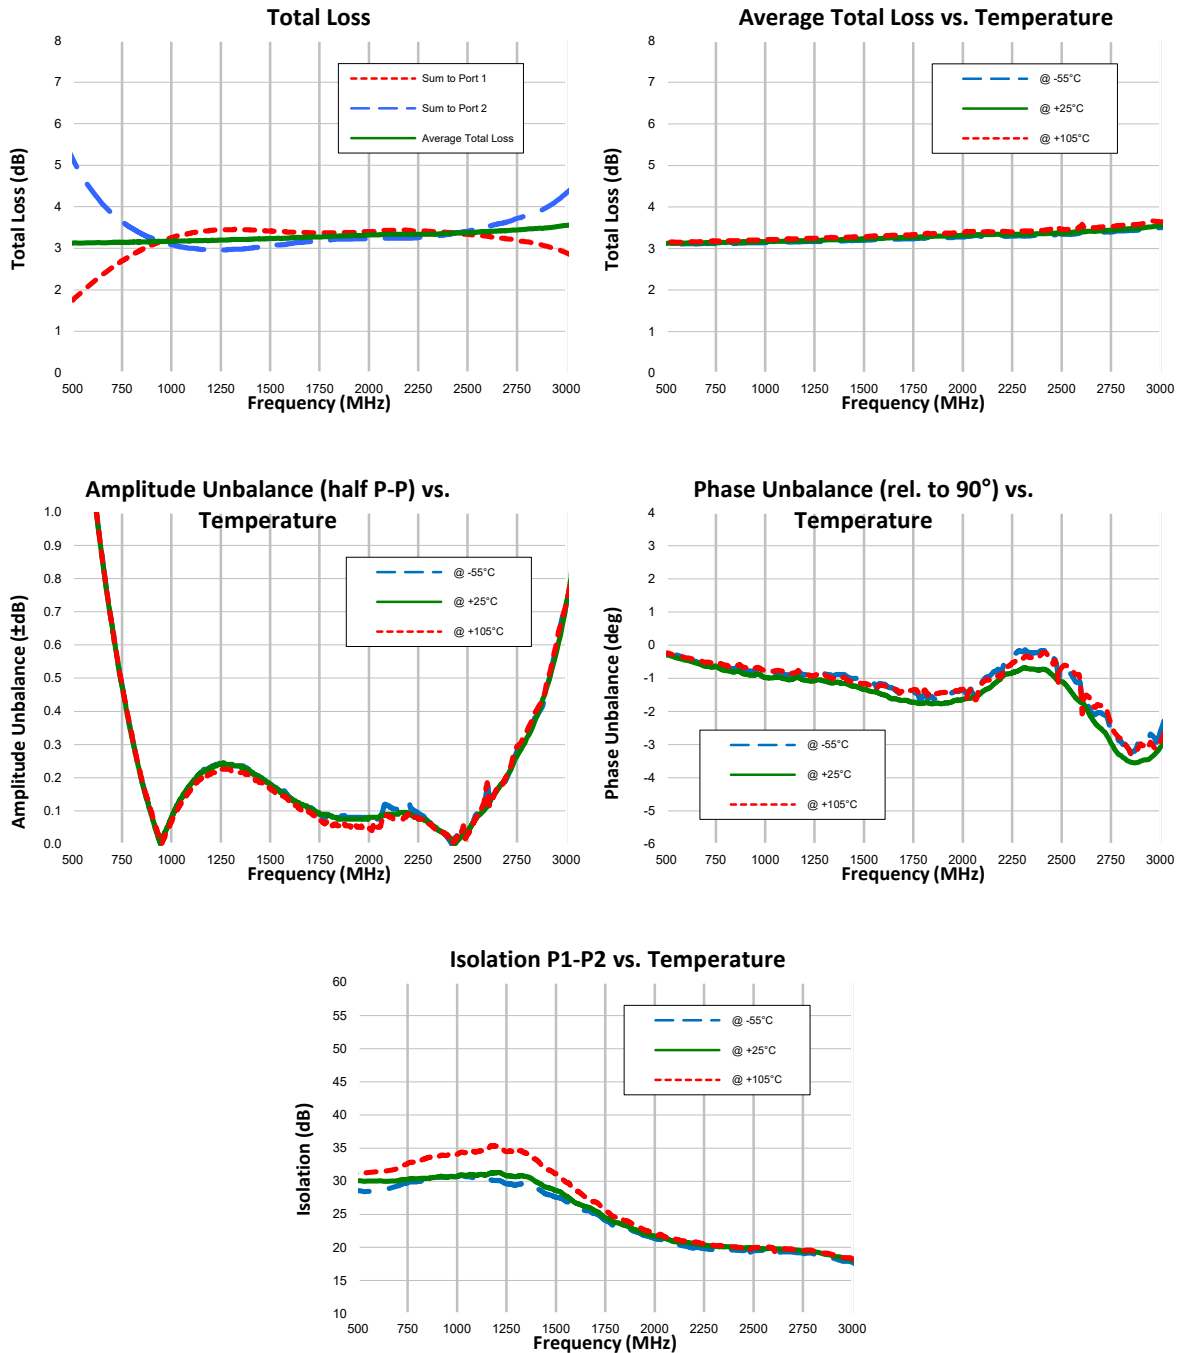 Total Loss
8
7
6
5
4
3
2
1
0
Total Loss (dB)
Sum to Port 1
Sum to Port 2
Average Total Loss
500 750 1000 1250 1500 1750 2000 2250 2500 2750 3000
Frequency (MHz)
Average Total Loss vs. Temperature
8
7
6
5
4
3
2
1
0
Total Loss (dB)
@ -55°C
@ +25°C
@ +105°C
500 750 1000 1250 1500 1750 2000 2250 2500 2750 3000
Frequency (MHz)
Amplitude Unbalance (half P-P) vs.
Temperature
1.0
0.9
0.8
0.7
0.6
0.5
0.4
0.3
0.2
0.1
0.0
Amplitude Unbalance (±dB)
@ -55°C
@ +25°C
@ +105°C
500 750 1000 1250 1500 1750 2000 2250 2500 2750 3000
Frequency (MHz)
Phase Unbalance (rel. to 90°) vs.
Temperature
4
3
2
1
0
-1
-2
-3
-4
-5
-6
Phase Unbalance (deg)
@ -55°C
@ +25°C
@ +105°C
500 750 1000 1250 1500 1750 2000 2250 2500 2750 3000
Frequency (MHz)
Isolation P1-P2 vs. Temperature
60
55
50
45
40
35
30
25
20
15
10
Isolation (dB)
@ -55°C
@ +25°C
@ +105°C
500 750 1000 1250 1500 1750 2000 2250 2500 2750 3000
Frequency (MHz)